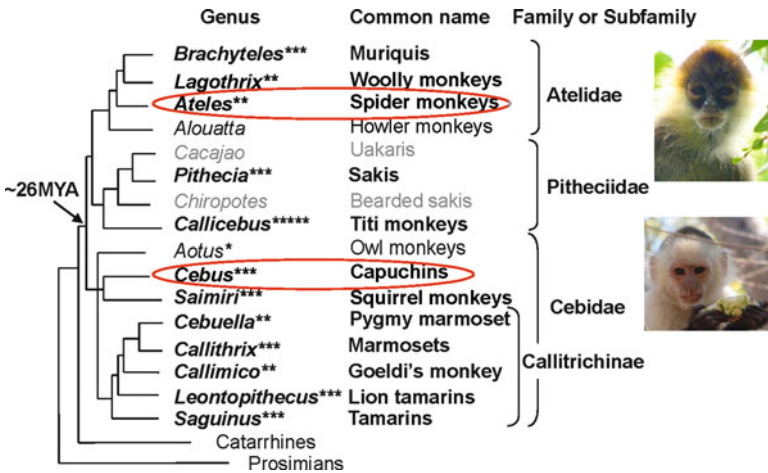 Genus Common name Family or Subfamily
Brachyteles*** Muriquis
Lagothrix** Woolly monkeys
Ateles** Spider monkeys
Atelidae
Alouatta Howler monkeys
Cacajao Uakaris
Pithecia*** Sakis
Pitheciidae
~26MYA
Chiropotes Bearded sakis
Callicebus***** Titi monkeys
Aotus* Owl monkeys
Cebus*** Capuchins
Saimiri*** Squirrel monkeys
Cebidae
Cebuella** Pygmy marmoset
Callithrix*** Marmosets
Callitrichinae
Callimico** Goeldi's monkey
Leontopithecus*** Lion tamarins
Saguinus*** Tamarins
Catarrhines
Prosimians